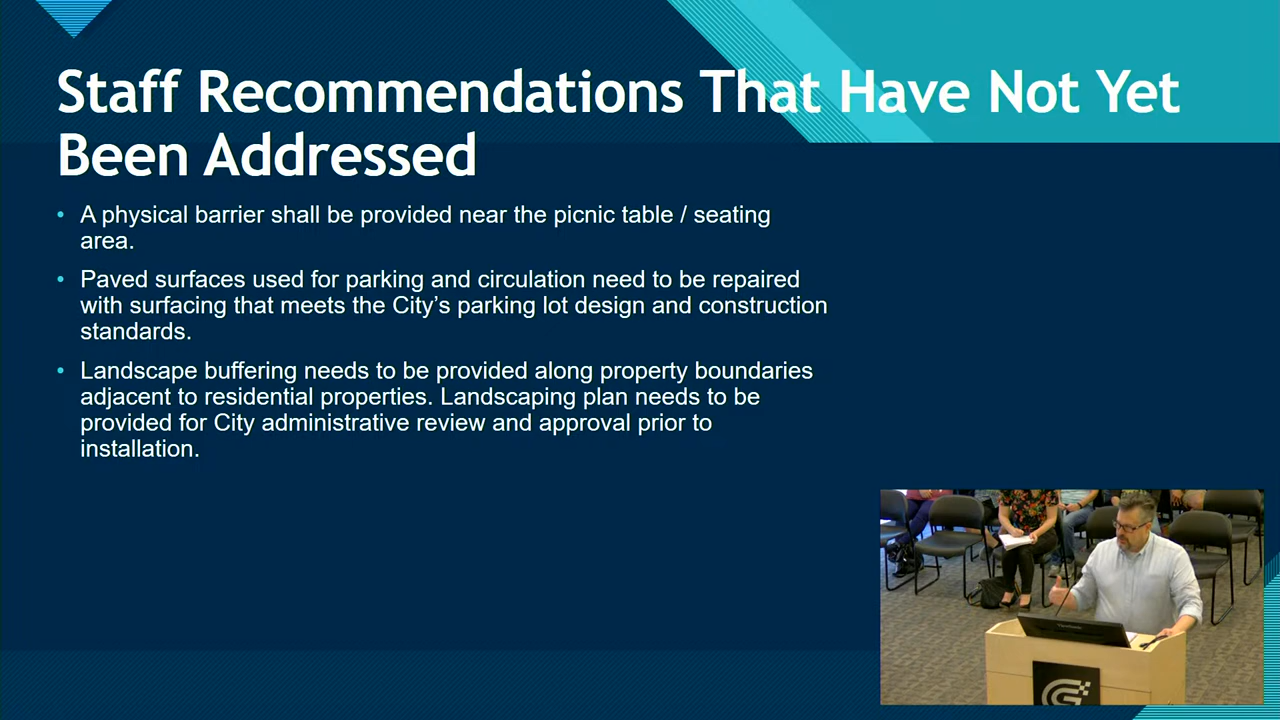 Staff Recommendations That Have Not Yet
Been Addressed
• A physical barrier shall be provided near the picnic table / seating
area.
• Paved surfaces used for parking and circulation need to be repaired
with surfacing that meets the City’s parking lot design and construction
standards.
• Landscape buffering needs to be provided along property boundaries
adjacent to residential properties. Landscaping plan needs to be
provided for City administrative review and approval prior to
installation.